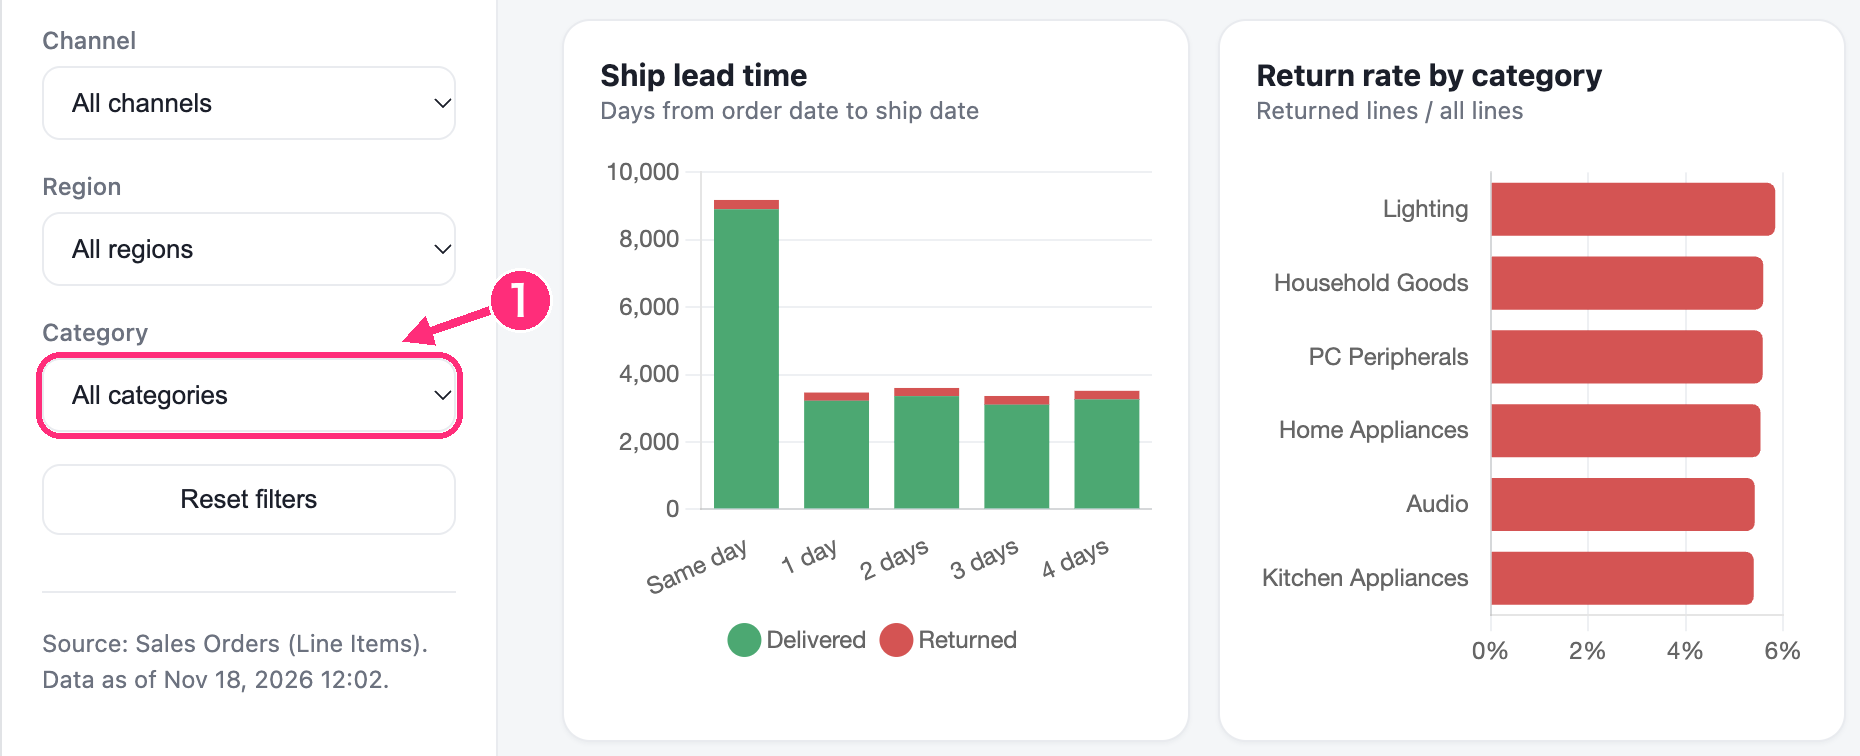 Channel
All channels
Region
All regions
1
Category
All categories
Reset filters
Source: Sales Orders (Line Items).
Data as of Nov 18, 2026 12:02.
Ship lead time
Days from order date to ship date
10,000
8,000
6,000
4,000
2,000
0
Same day
1 day
2 days
3 days
4 days
Delivered
Returned
Return rate by category
Returned lines / all lines
Lighting
Household Goods
PC Peripherals
Home Appliances
Audio
Kitchen Appliances
0%
2%
4%
6%